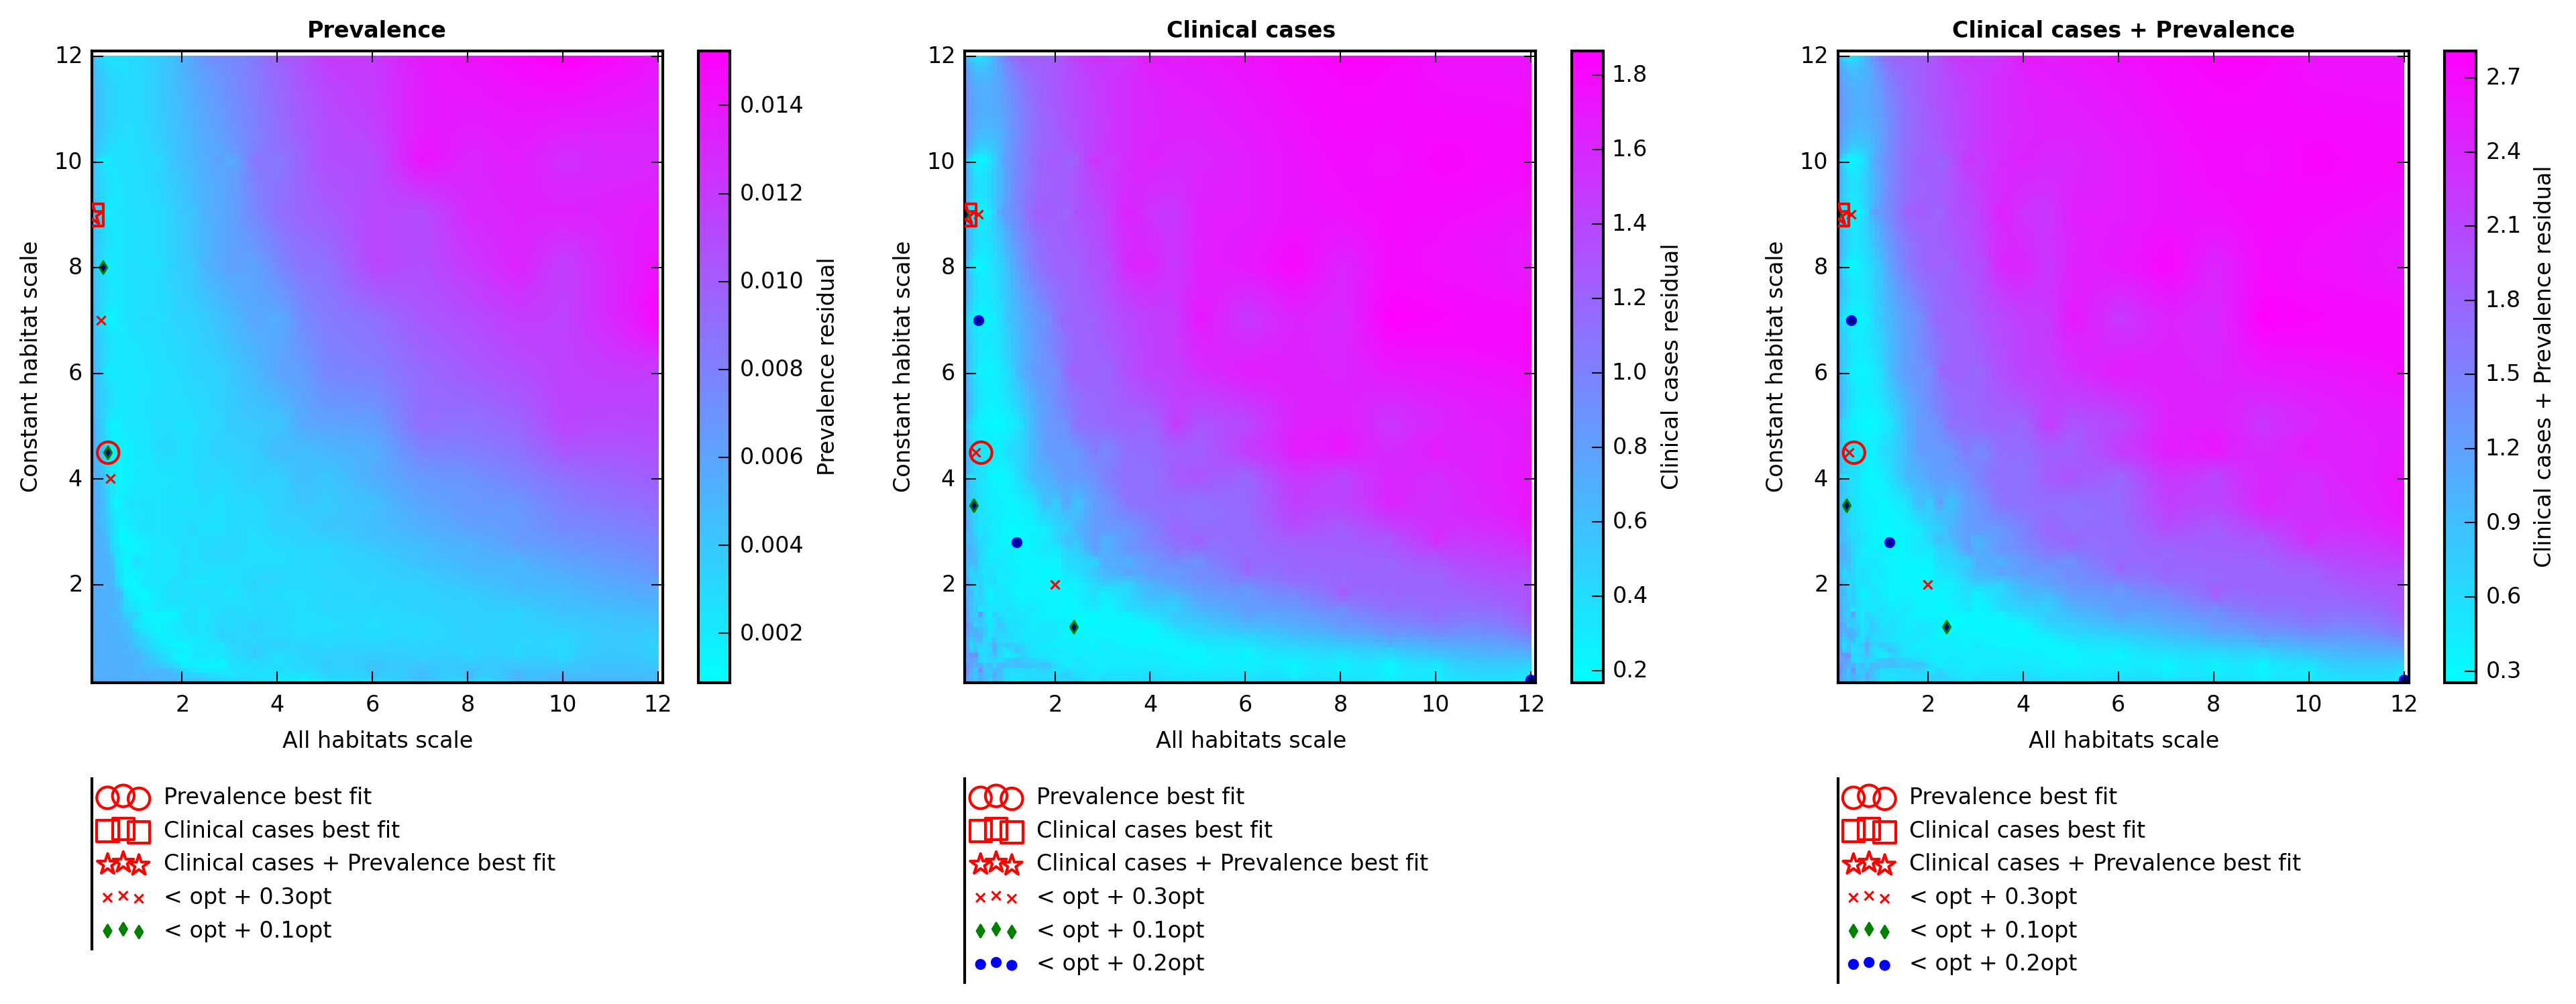 Prevalence
12
10
8
6
4
2
Constant habitat scale
2 4 6 8 10 12
All habitats scale
0.014
0.012
0.010
0.008
0.006
0.004
0.002
Prevalence residual
Prevalence best fit
Clinical cases best fit
Clinical cases + Prevalence best fit
< opt + 0.3opt
< opt + 0.1opt
Clinical cases
12
10
8
6
4
2
Constant habitat scale
2 4 6 8 10 12
All habitats scale
1.8
1.6
1.4
1.2
1.0
0.8
0.6
0.4
0.2
Clinical cases residual
Prevalence best fit
Clinical cases best fit
Clinical cases + Prevalence best fit
< opt + 0.3opt
< opt + 0.1opt
< opt + 0.2opt
Clinical cases + Prevalence
12
10
8
6
4
2
Constant habitat scale
2 4 6 8 10 12
All habitats scale
2.7
2.4
2.1
1.8
1.5
1.2
0.9
0.6
0.3
Clinical cases + Prevalence residual
Prevalence best fit
Clinical cases best fit
Clinical cases + Prevalence best fit
< opt + 0.3opt
< opt + 0.1opt
< opt + 0.2opt